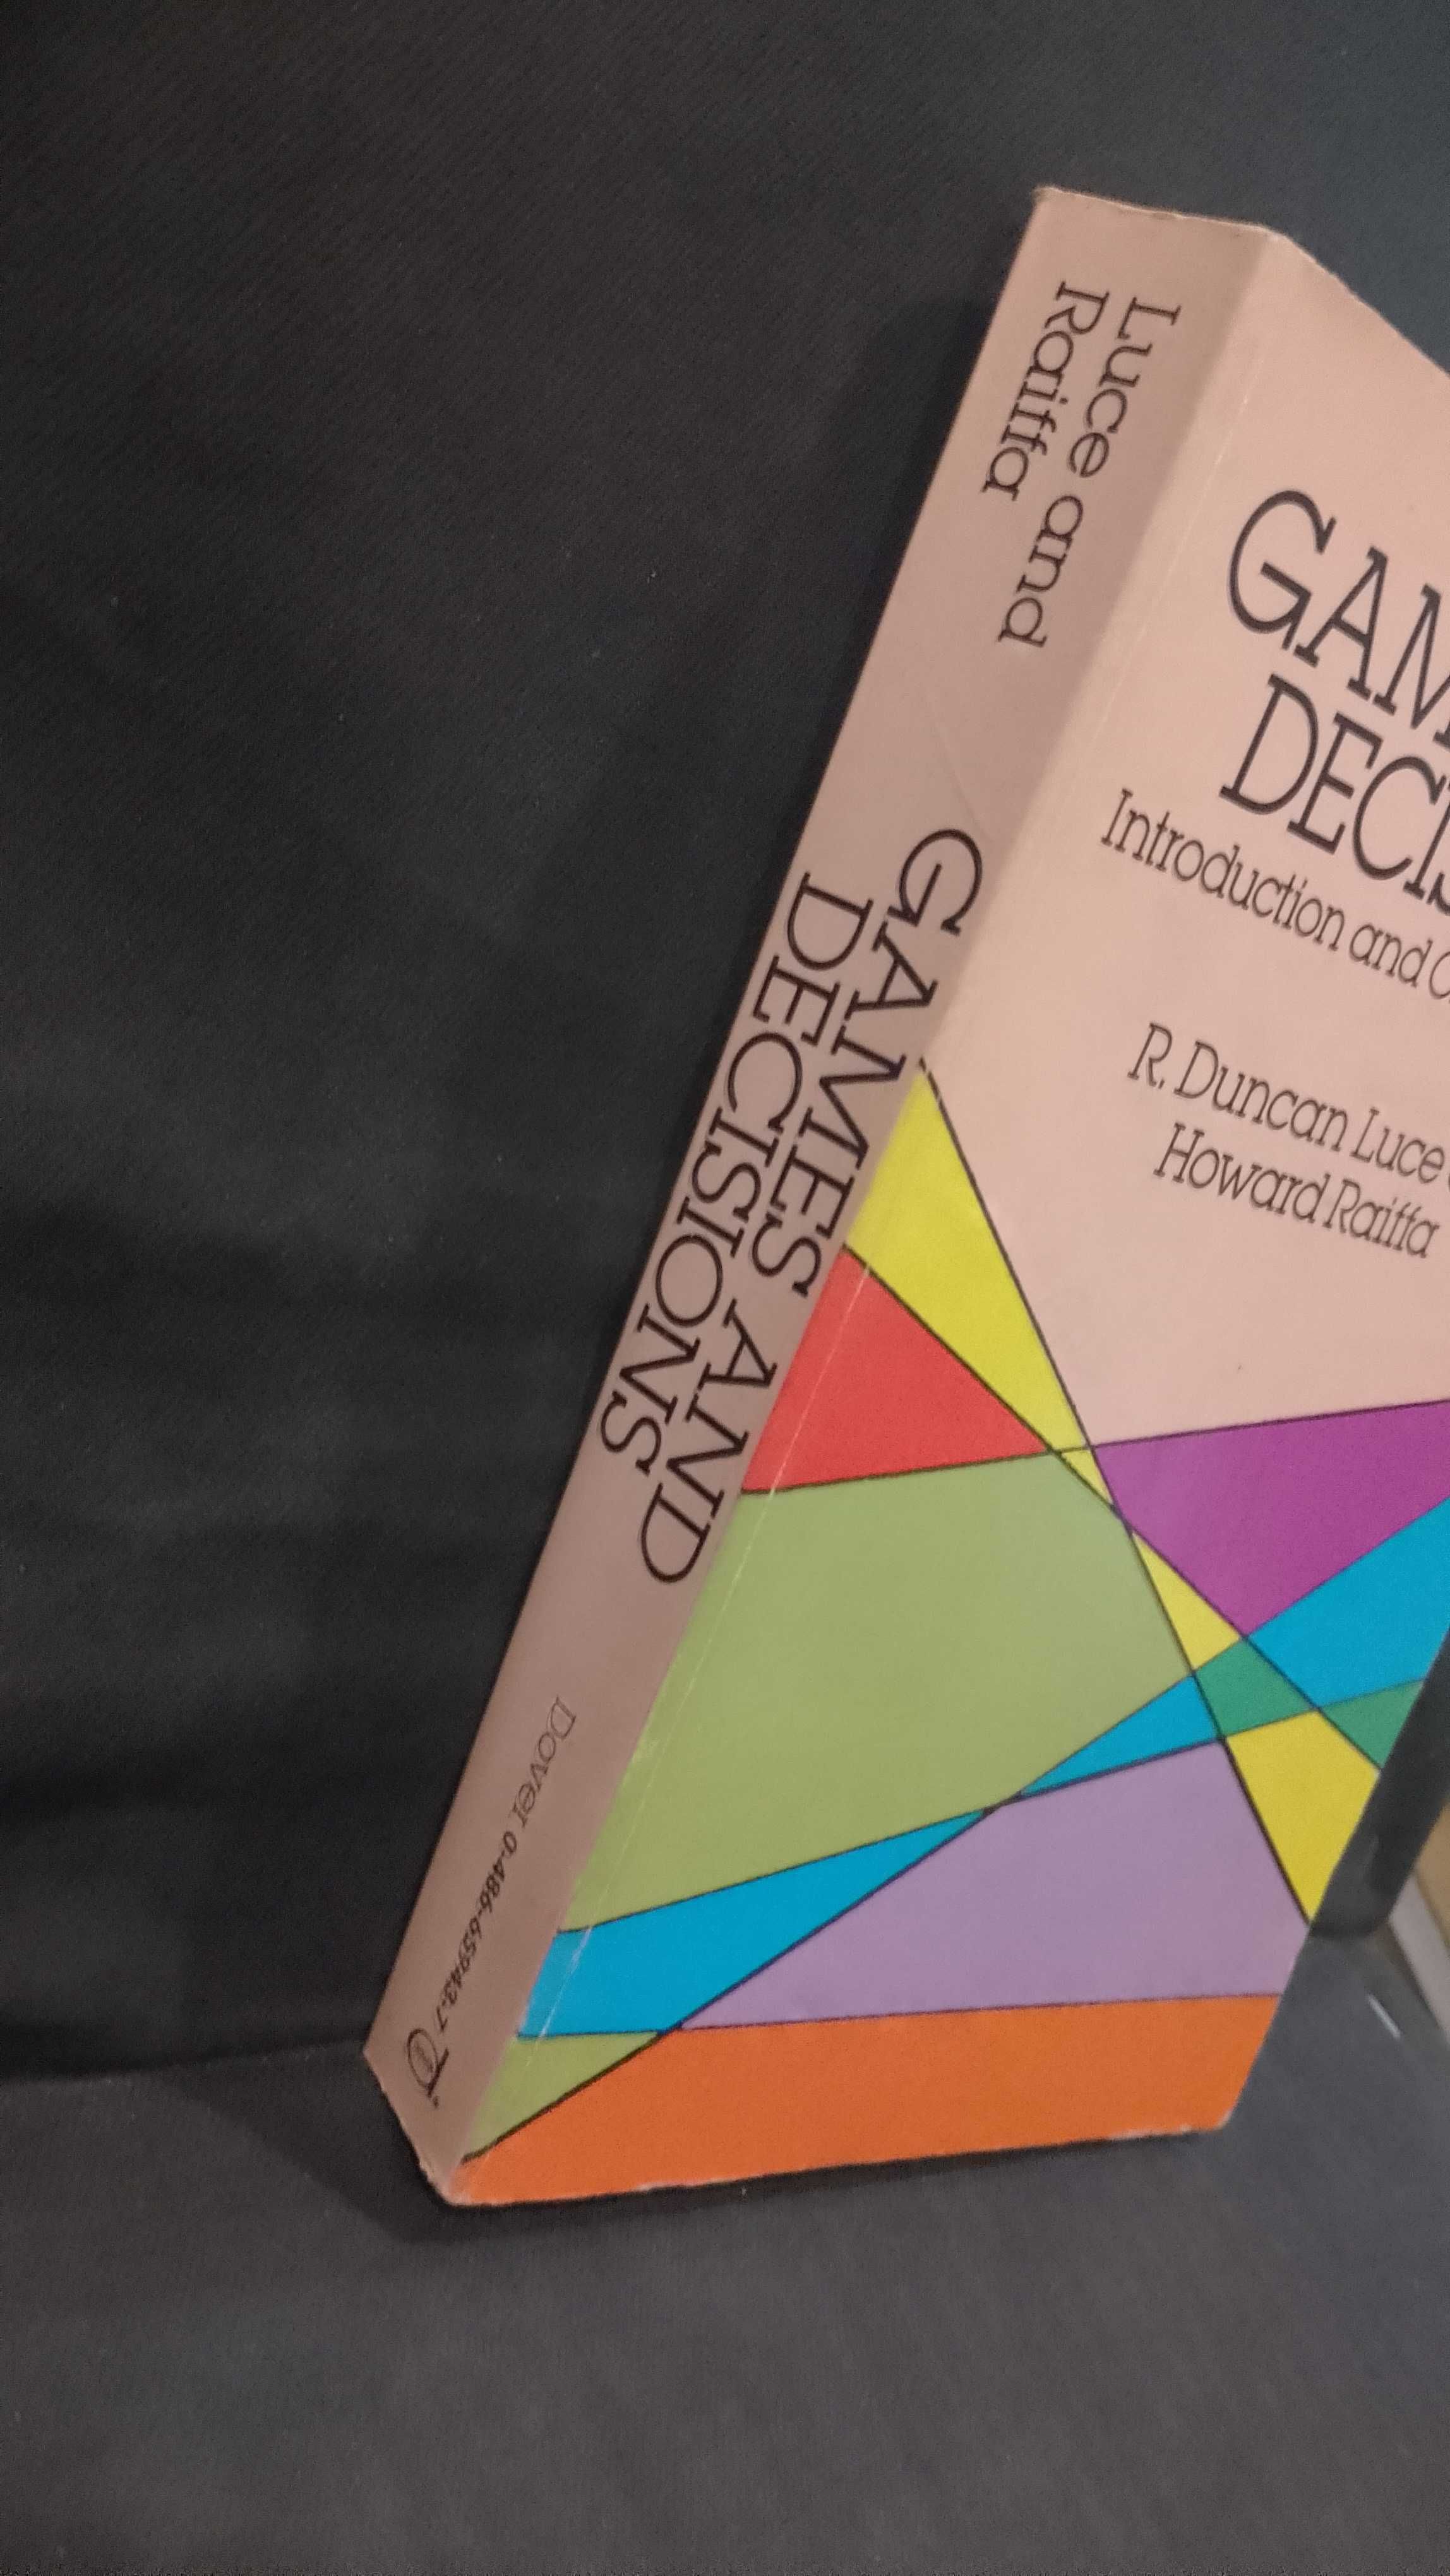 Luce and
Raiffa
GAMES AND
DECISIONS
Dover 0-486-65943-7
GAM
DECIS
Introduction and C
R. Duncan Luce
Howard Raiffa